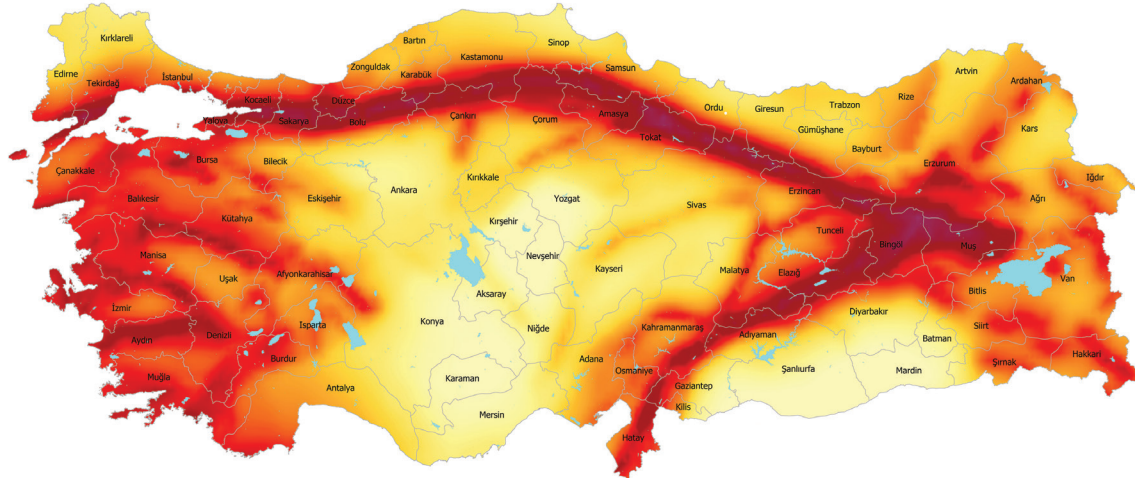 Kırklareli
Edirne
Tekirdağ
İstanbul
Kocaeli
Yalova
Sakarya
Düzce
Bolu
Zonguldak
Bartın
Karabük
Kastamonu
Sinop
Samsun
Çankırı
Çorum
Amasya
Tokat
Ordu
Giresun
Trabzon
Gümüşhane
Bayburt
Rize
Artvin
Ardahan
Kars
Erzurum
Iğdır
Ağrı
Çanakkale
Balıkesir
Bursa
Bilecik
Eskişehir
Kütahya
Ankara
Kırıkkale
Yozgat
Kırşehir
Sivas
Erzincan
Tunceli
Bingöl
Muş
Manisa
Uşak
Afyonkarahisar
Nevşehir
Kayseri
Malatya
Elazığ
Bitlis
Van
İzmir
Aydın
Denizli
Isparta
Burdur
Konya
Aksaray
Niğde
Kahramanmaraş
Adıyaman
Diyarbakır
Batman
Siirt
Şırnak
Hakkari
Muğla
Antalya
Karaman
Mersin
Adana
Osmaniye
Gaziantep
Kilis
Şanlıurfa
Mardin
Hatay